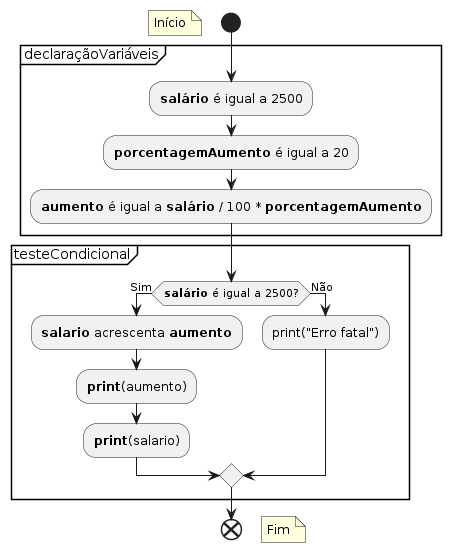 Início
declaraçãoVariáveis
salário é igual a 2500
porcentagemAumento é igual a 20
aumento é igual a salário / 100 * porcentagemAumento
testeCondicional
Sim
salário é igual a 2500?
Não
salario acrescenta aumento
print("Erro fatal")
print(aumento)
print(salario)
Fim